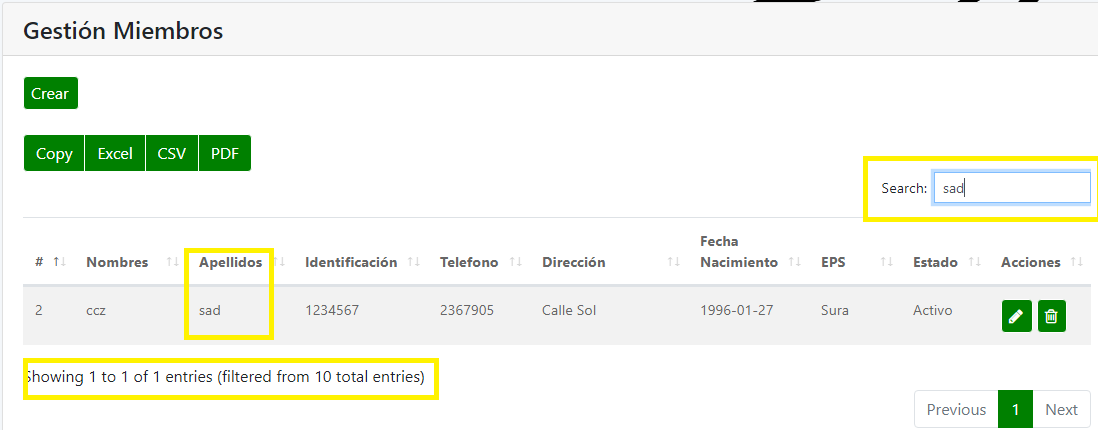 Gestión Miembros
Crear
Copy Excel CSV PDF
Search: sad
# Nombres Apellidos Identificación Telefono Dirección Fecha Nacimiento EPS Estado Acciones
2 ccz sad 1234567 2367905 Calle Sol 1996-01-27 Sura Activo
Showing 1 to 1 of 1 entries (filtered from 10 total entries)
Previous 1 Next